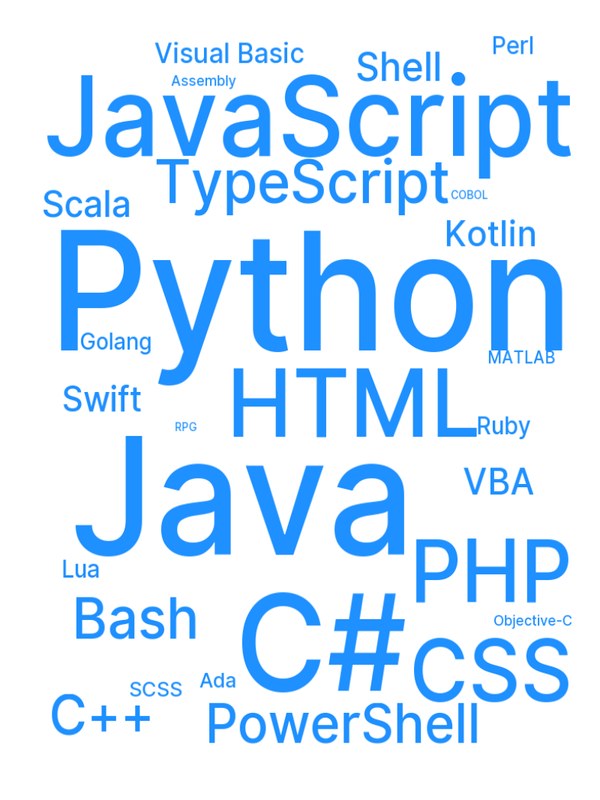 Perl
Visual Basic
Shell
Assembly
JavaScript
TypeScript
COBOL
Scala
Kotlin
Python
Golang
MATLAB
Swift
HTML
RPG
Ruby
Java
VBA
Lua
PHP
Bash
Objective-C
C#
CSS
Ada
SCSS
C++
PowerShell